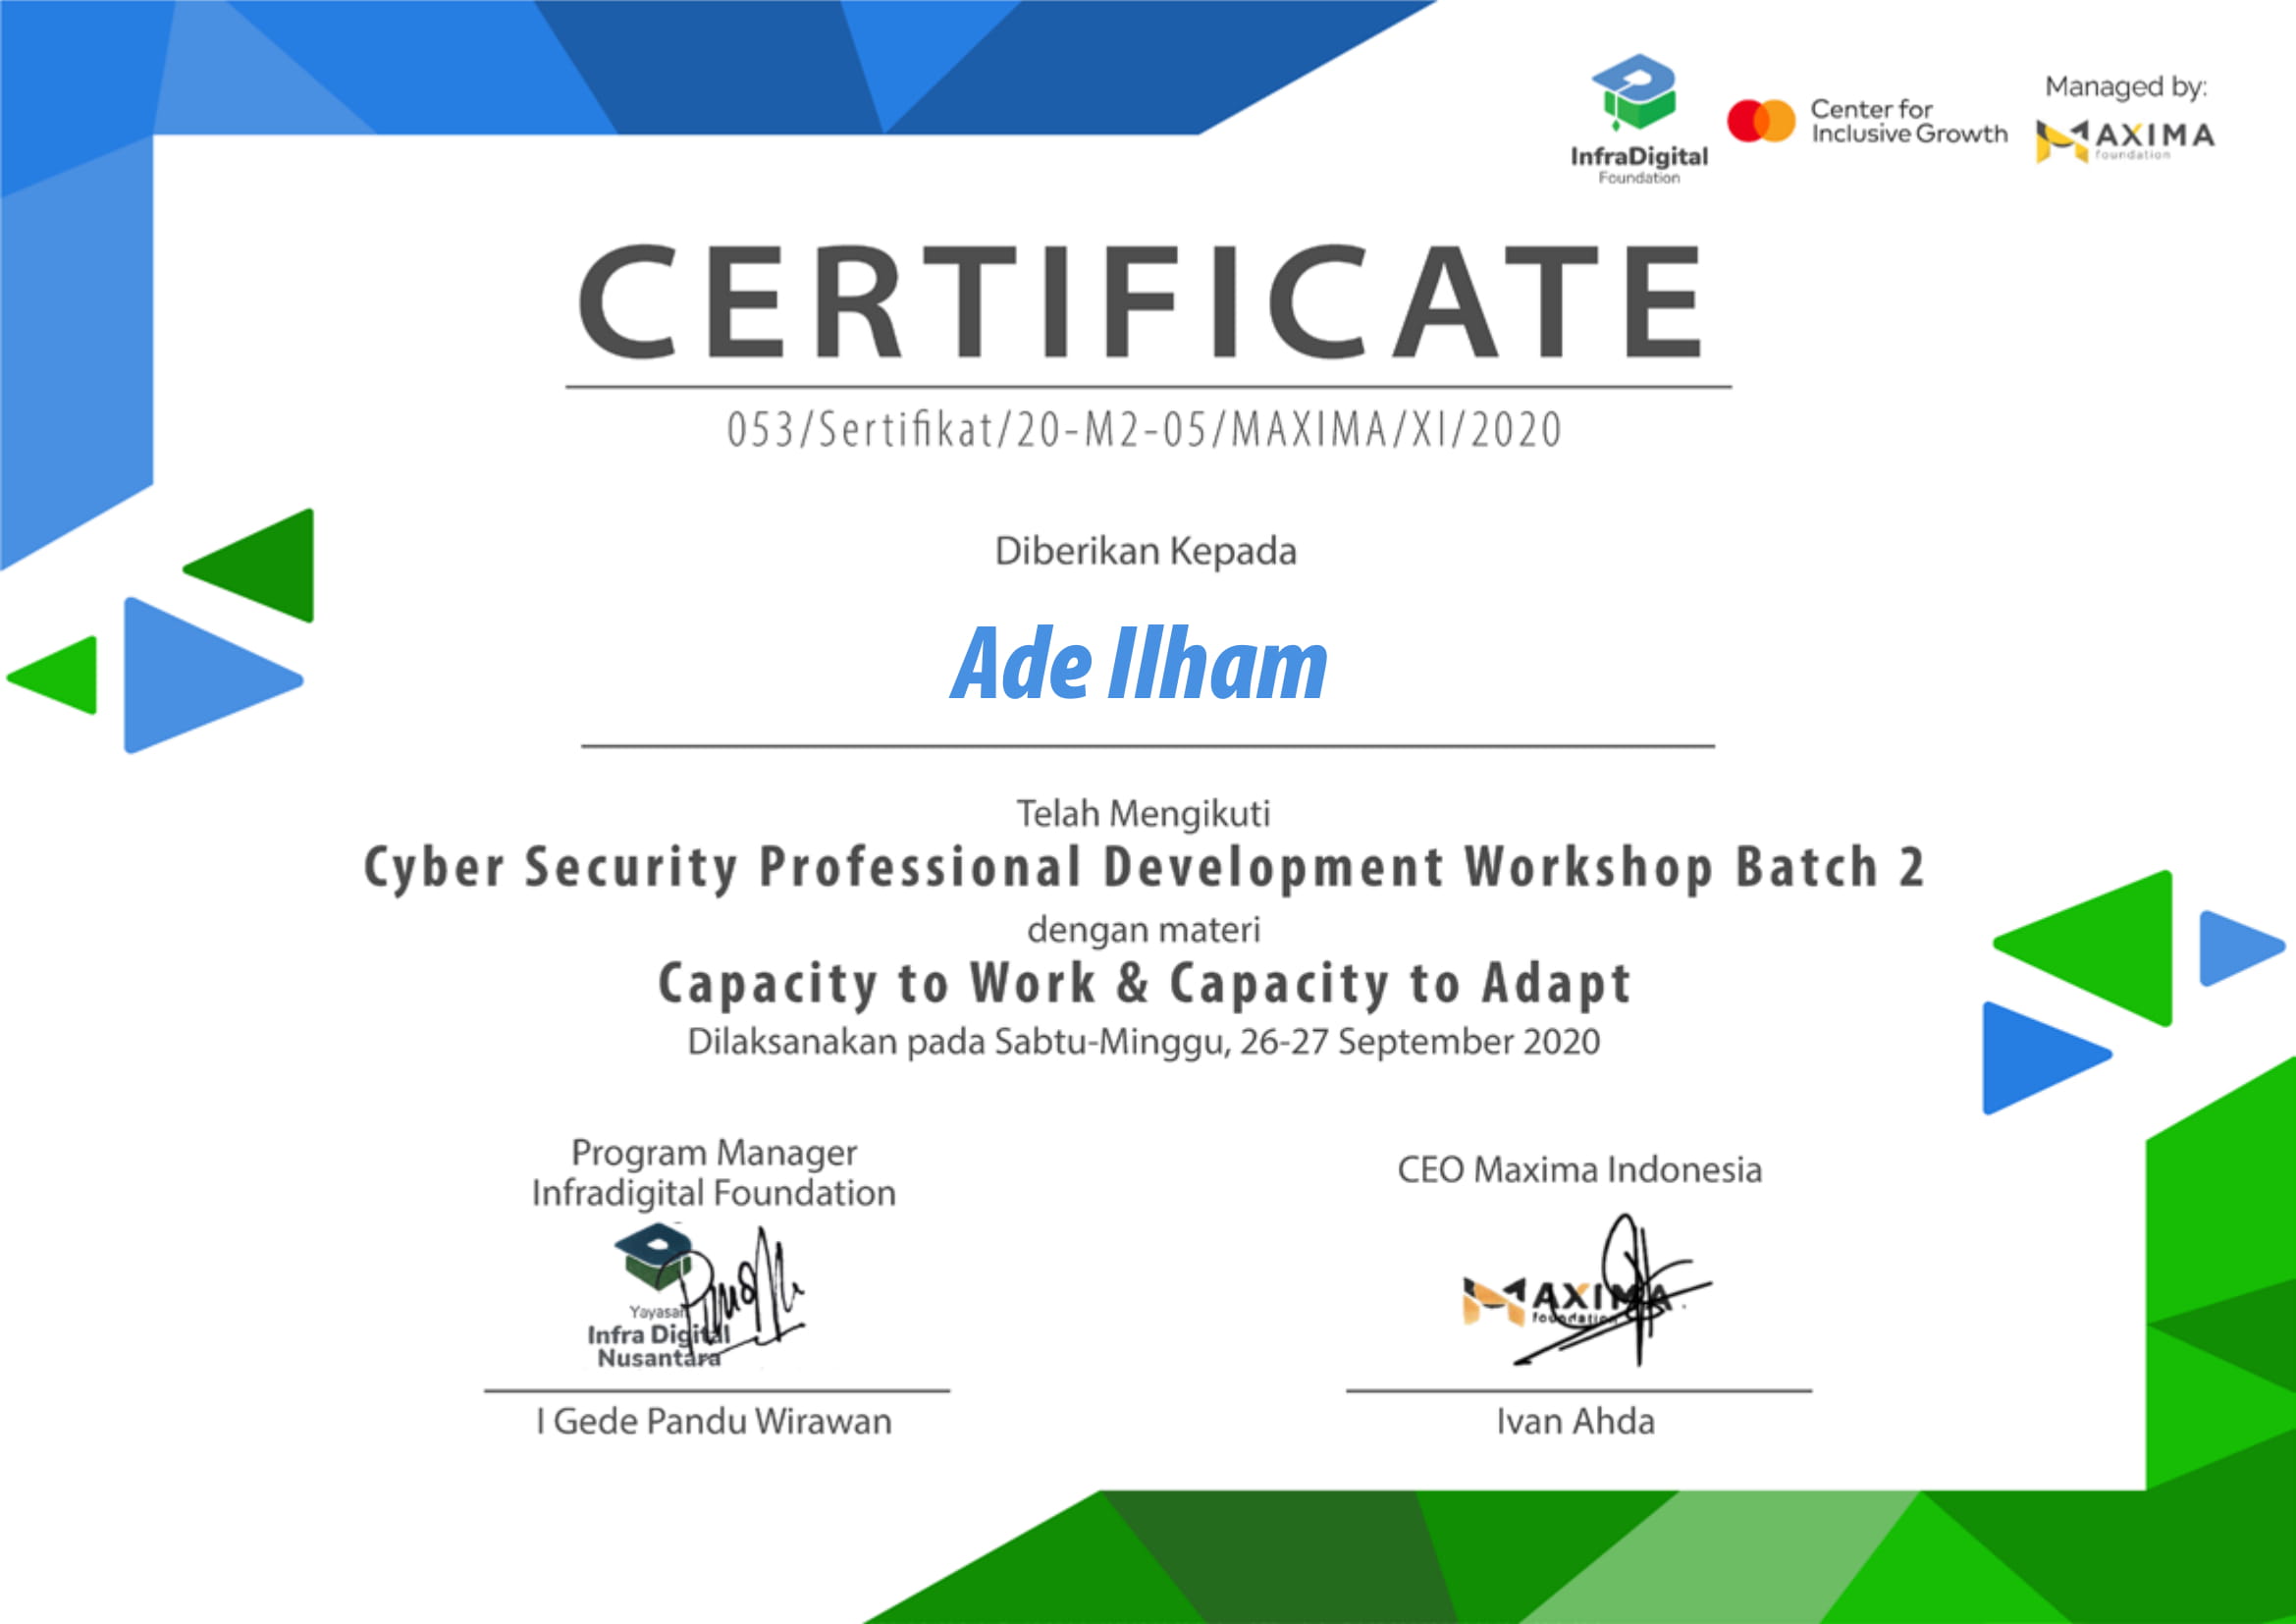 InfraDigital
Foundation
Center for
Inclusive Growth
Managed by:
MAXIMA
foundation
CERTIFICATE
053/Sertifikat/20-M2-05/MAXIMA/XI/2020
Diberikan Kepada
Ade Ilham
Telah Mengikuti
Cyber Security Professional Development Workshop Batch 2
dengan materi
Capacity to Work & Capacity to Adapt
Dilaksanakan pada Sabtu-Minggu, 26-27 September 2020
Program Manager
Infradigital Foundation
Yayasan
Infra Digital
Nusantara
I Gede Pandu Wirawan
CEO Maxima Indonesia
MAXIMA
foundation
Ivan Ahda